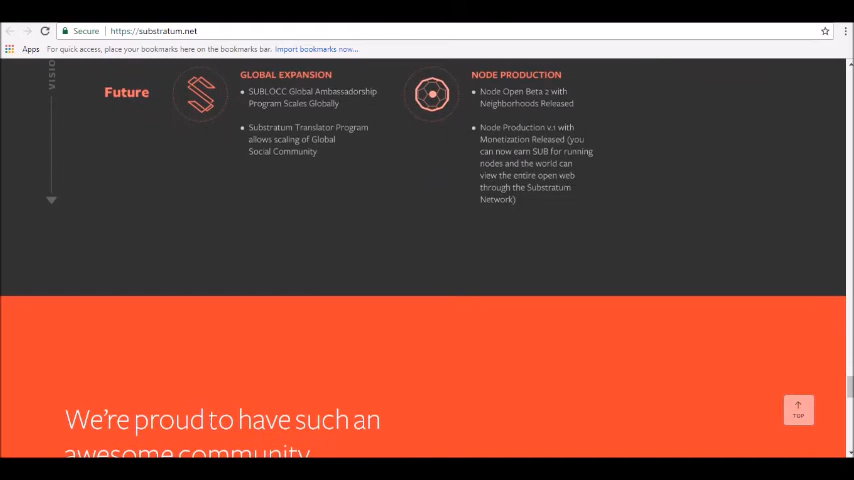 Secure
https://substratum.net
Apps
For quick access, place your bookmarks here on the bookmarks bar. Import bookmarks now...
VISIO
Future
GLOBAL EXPANSION
• SUBLOCC Global Ambassadorship
Program Scales Globally
• Substratum Translator Program
allows scaling of Global
Social Community
NODE PRODUCTION
• Node Open Beta 2 with
Neighborhoods Released
• Node Production v.1 with
Monetization Released (you
can now earn SUB for running
nodes and the world can
view the entire open web
through the Substratum
Network)
We're proud to have such an
awesome community
TOP